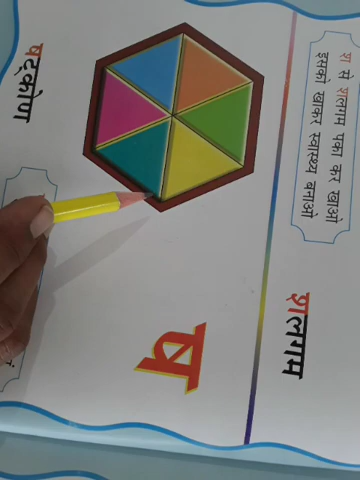 श से शलगम पका कर खाओ
इसको खाकर स्वास्थ्य बनाओ
शलगम
ष
षट्कोण